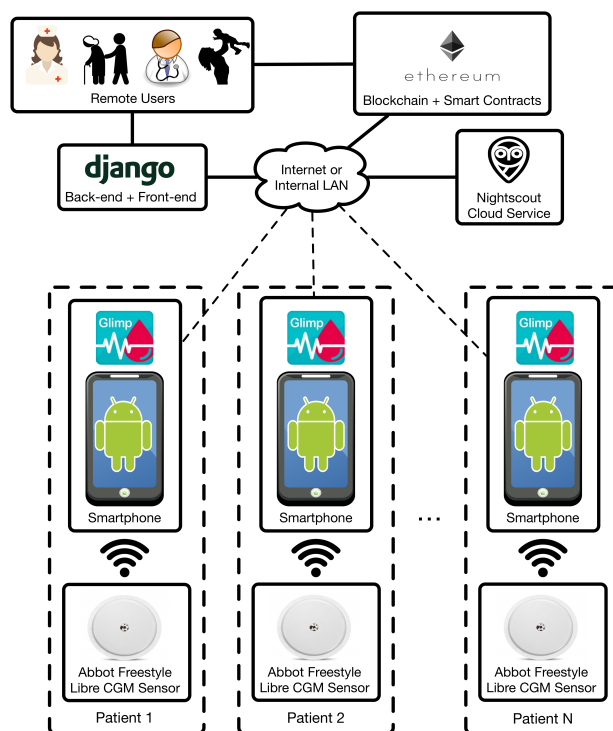 Remote Users
ethereum
Blockchain + Smart Contracts
django
Back-end + Front-end
Internet or
Internal LAN
Nightscout
Cloud Service
Glimp
Smartphone
Abbot Freestyle
Libre CGM Sensor
Patient 1
Glimp
Smartphone
Abbot Freestyle
Libre CGM Sensor
Patient 2
...
Glimp
Smartphone
Abbot Freestyle
Libre CGM Sensor
Patient N